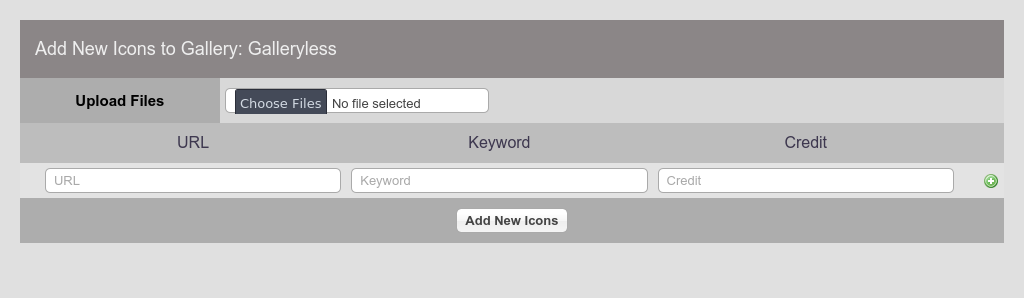 Add New Icons to Gallery: Galleryless
Upload Files
Choose Files No file selected
URL Keyword Credit
URL Keyword Credit
Add New Icons